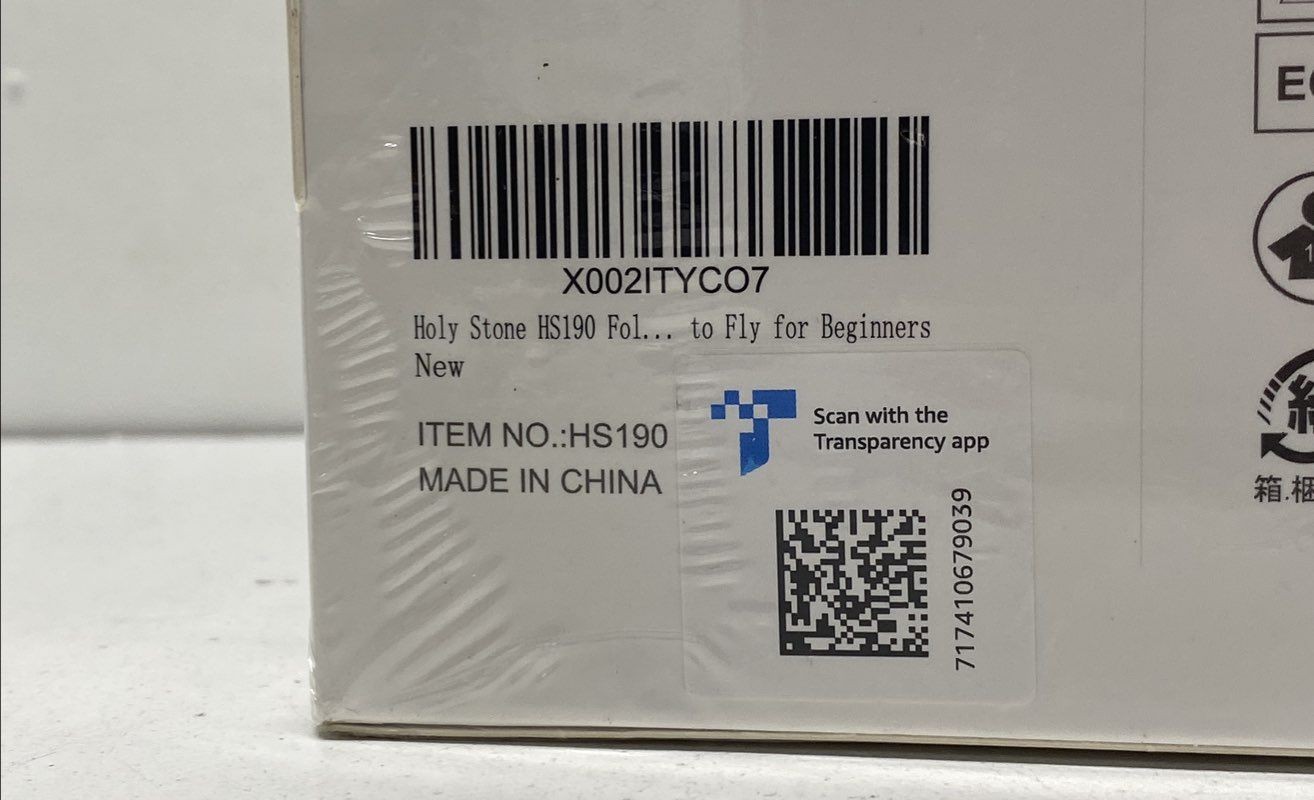 X002ITYCO7
Holy Stone HS190 Fol... to Fly for Beginners
New
ITEM NO.:HS190
MADE IN CHINA
Scan with the
Transparency app
717410679039
箱.梱